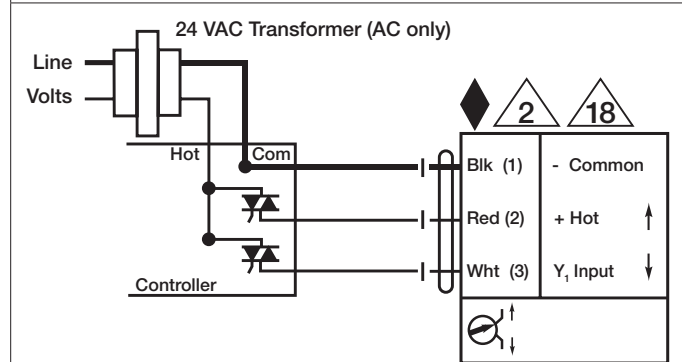 24 VAC Transformer (AC only)
Line
Volts
2
18
Hot
Com
Blk (1)
- Common
Red (2)
+ Hot
Wht (3)
Y₁ Input
Controller